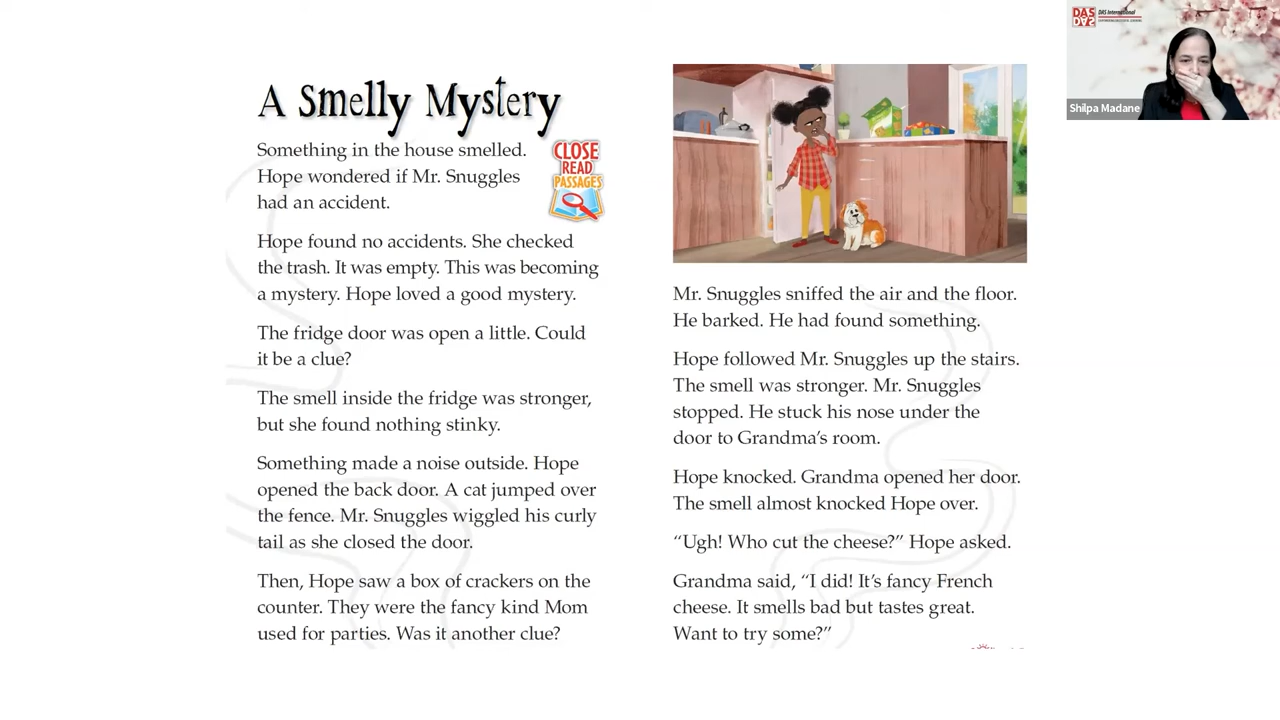 A Smelly Mystery
Something in the house smelled.
Hope wondered if Mr. Snuggles
had an accident.
CLOSE
READ
PASSAGES
Hope found no accidents. She checked
the trash. It was empty. This was becoming
a mystery. Hope loved a good mystery.
The fridge door was open a little. Could
it be a clue?
The smell inside the fridge was stronger,
but she found nothing stinky.
Something made a noise outside. Hope
opened the back door. A cat jumped over
the fence. Mr. Snuggles wiggled his curly
tail as she closed the door.
Then, Hope saw a box of crackers on the
counter. They were the fancy kind Mom
used for parties. Was it another clue?
Mr. Snuggles sniffed the air and the floor.
He barked. He had found something.
Hope followed Mr. Snuggles up the stairs.
The smell was stronger. Mr. Snuggles
stopped. He stuck his nose under the
door to Grandma’s room.
Hope knocked. Grandma opened her door.
The smell almost knocked Hope over.
“Ugh! Who cut the cheese?” Hope asked.
Grandma said, “I did! It’s fancy French
cheese. It smells bad but tastes great.
Want to try some?”
DAS
DAS International
Shilpa Madane